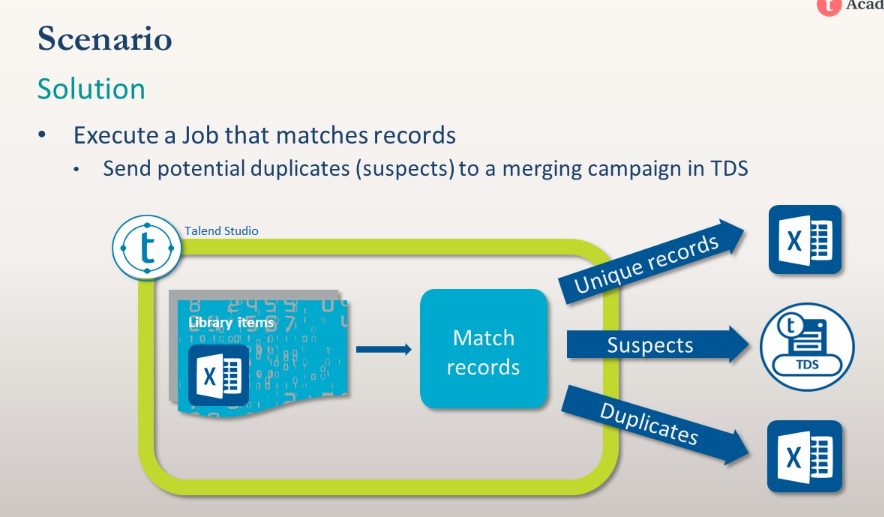 Acad
Scenario
Solution
• Execute a Job that matches records
• Send potential duplicates (suspects) to a merging campaign in TDS
Talend Studio
Library items
Match
records
Unique records
Suspects
TDS
Duplicates